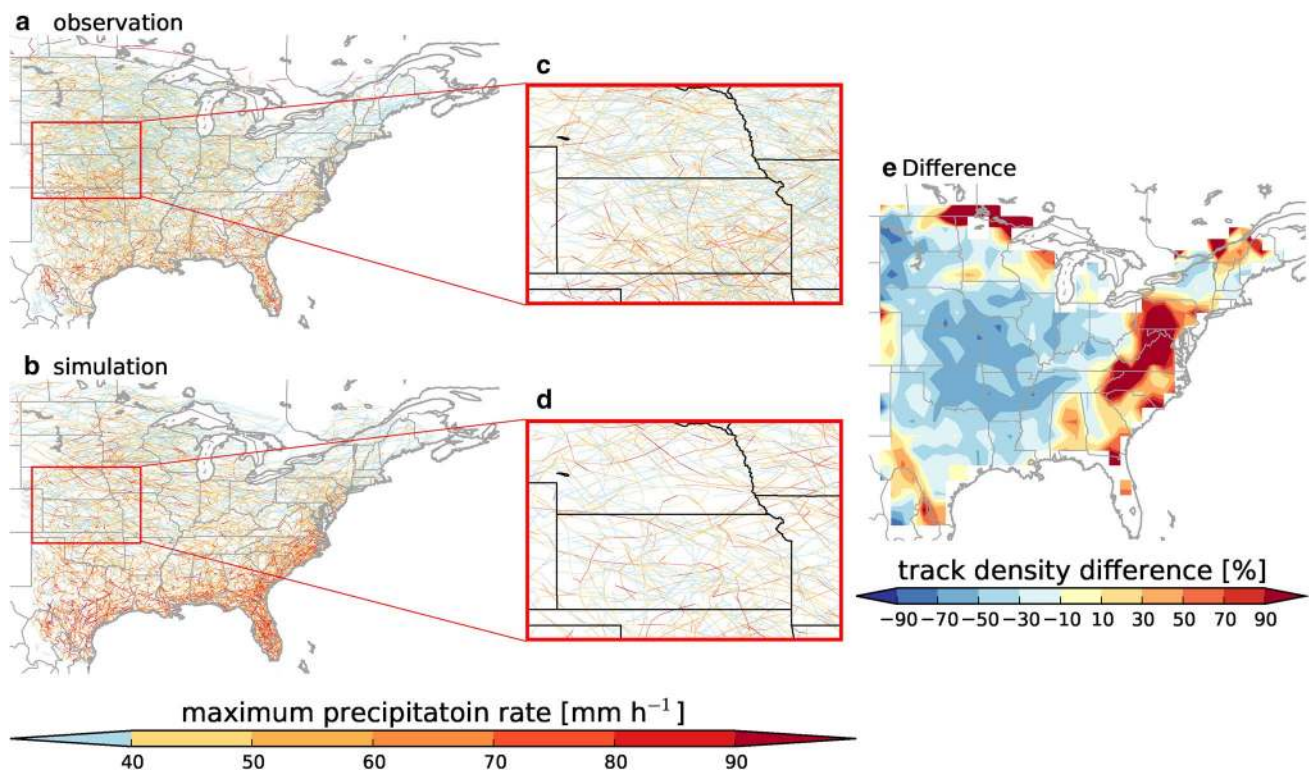 a observation
c
e Difference
b simulation
d
track density difference [%]
−90 −70 −50 −30 −10 10 30 50 70 90
maximum precipitatoin rate [mm h⁻¹]
40 50 60 70 80 90